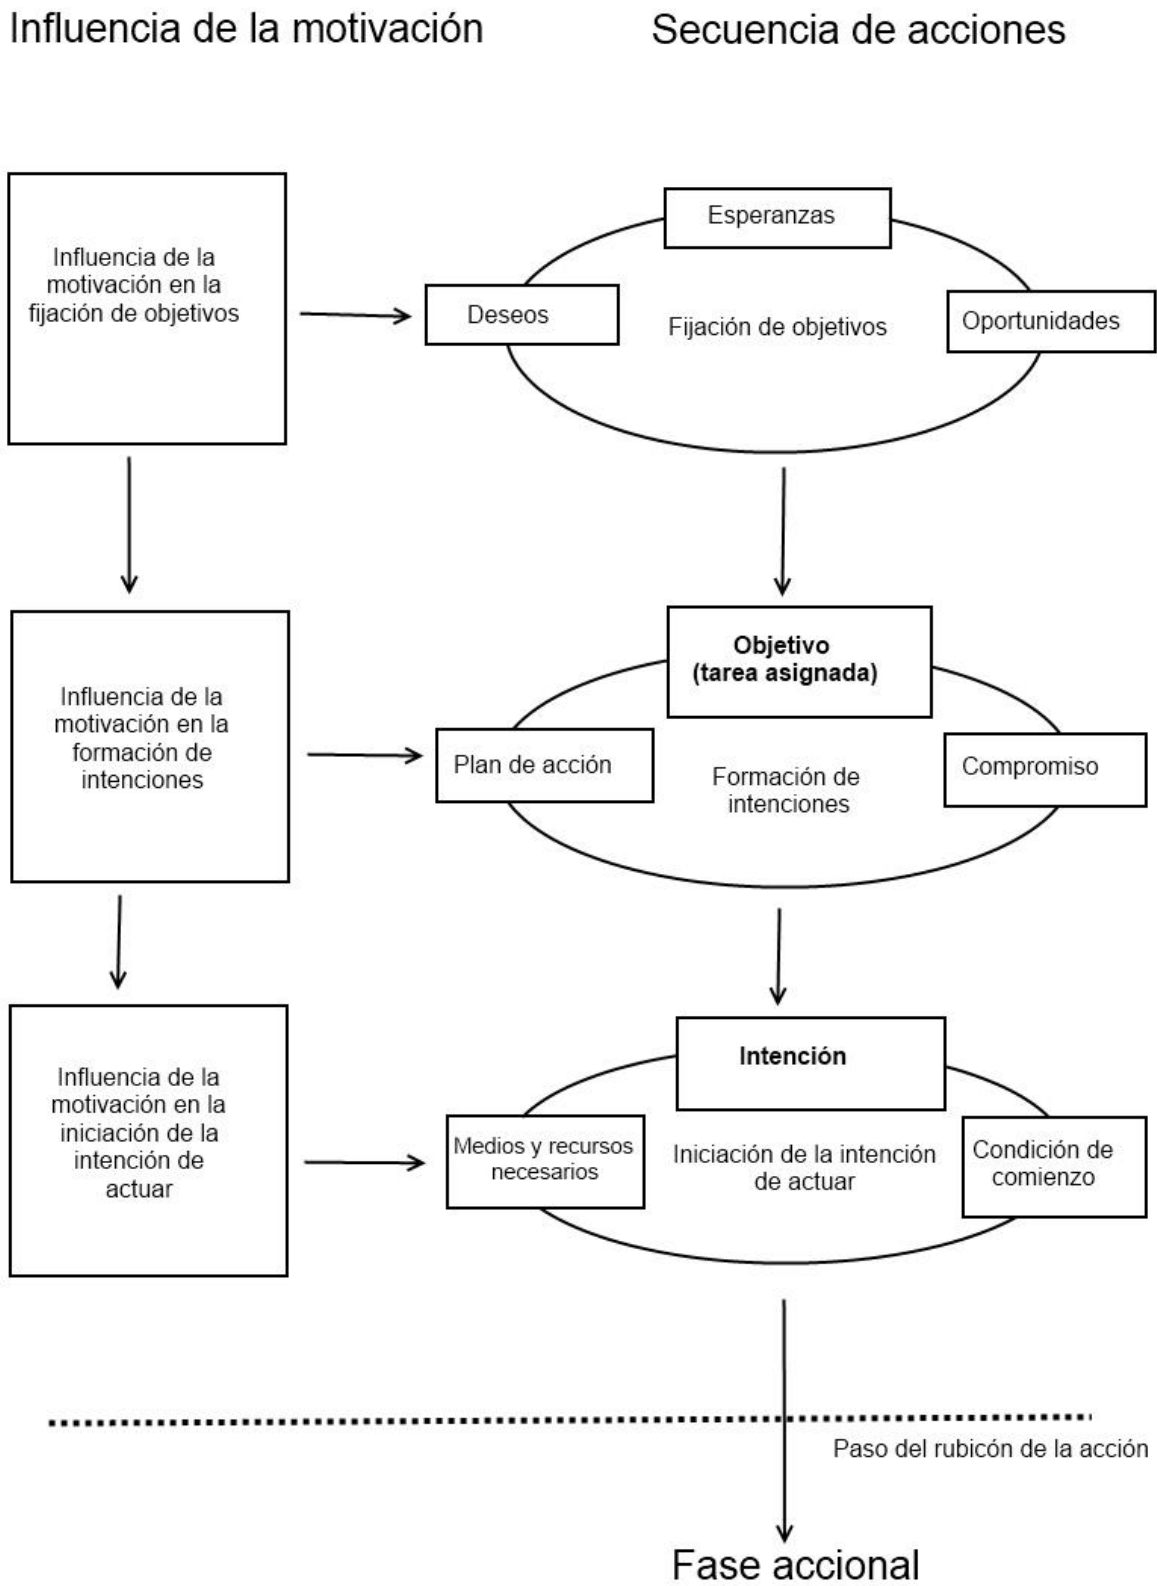 Influencia de la motivación
Secuencia de acciones
Influencia de la
motivación en la
fijación de objetivos
Esperanzas
Deseos
Fijación de objetivos
Oportunidades
Influencia de la
motivación en la
formación de
intenciones
Objetivo
(tarea asignada)
Plan de acción
Formación de
intenciones
Compromiso
Influencia de la
motivación en la
iniciación de la
intención de
actuar
Intención
Medios y recursos
necesarios
Iniciación de la intención
de actuar
Condición de
comienzo
Paso del rubicón de la acción
Fase accional